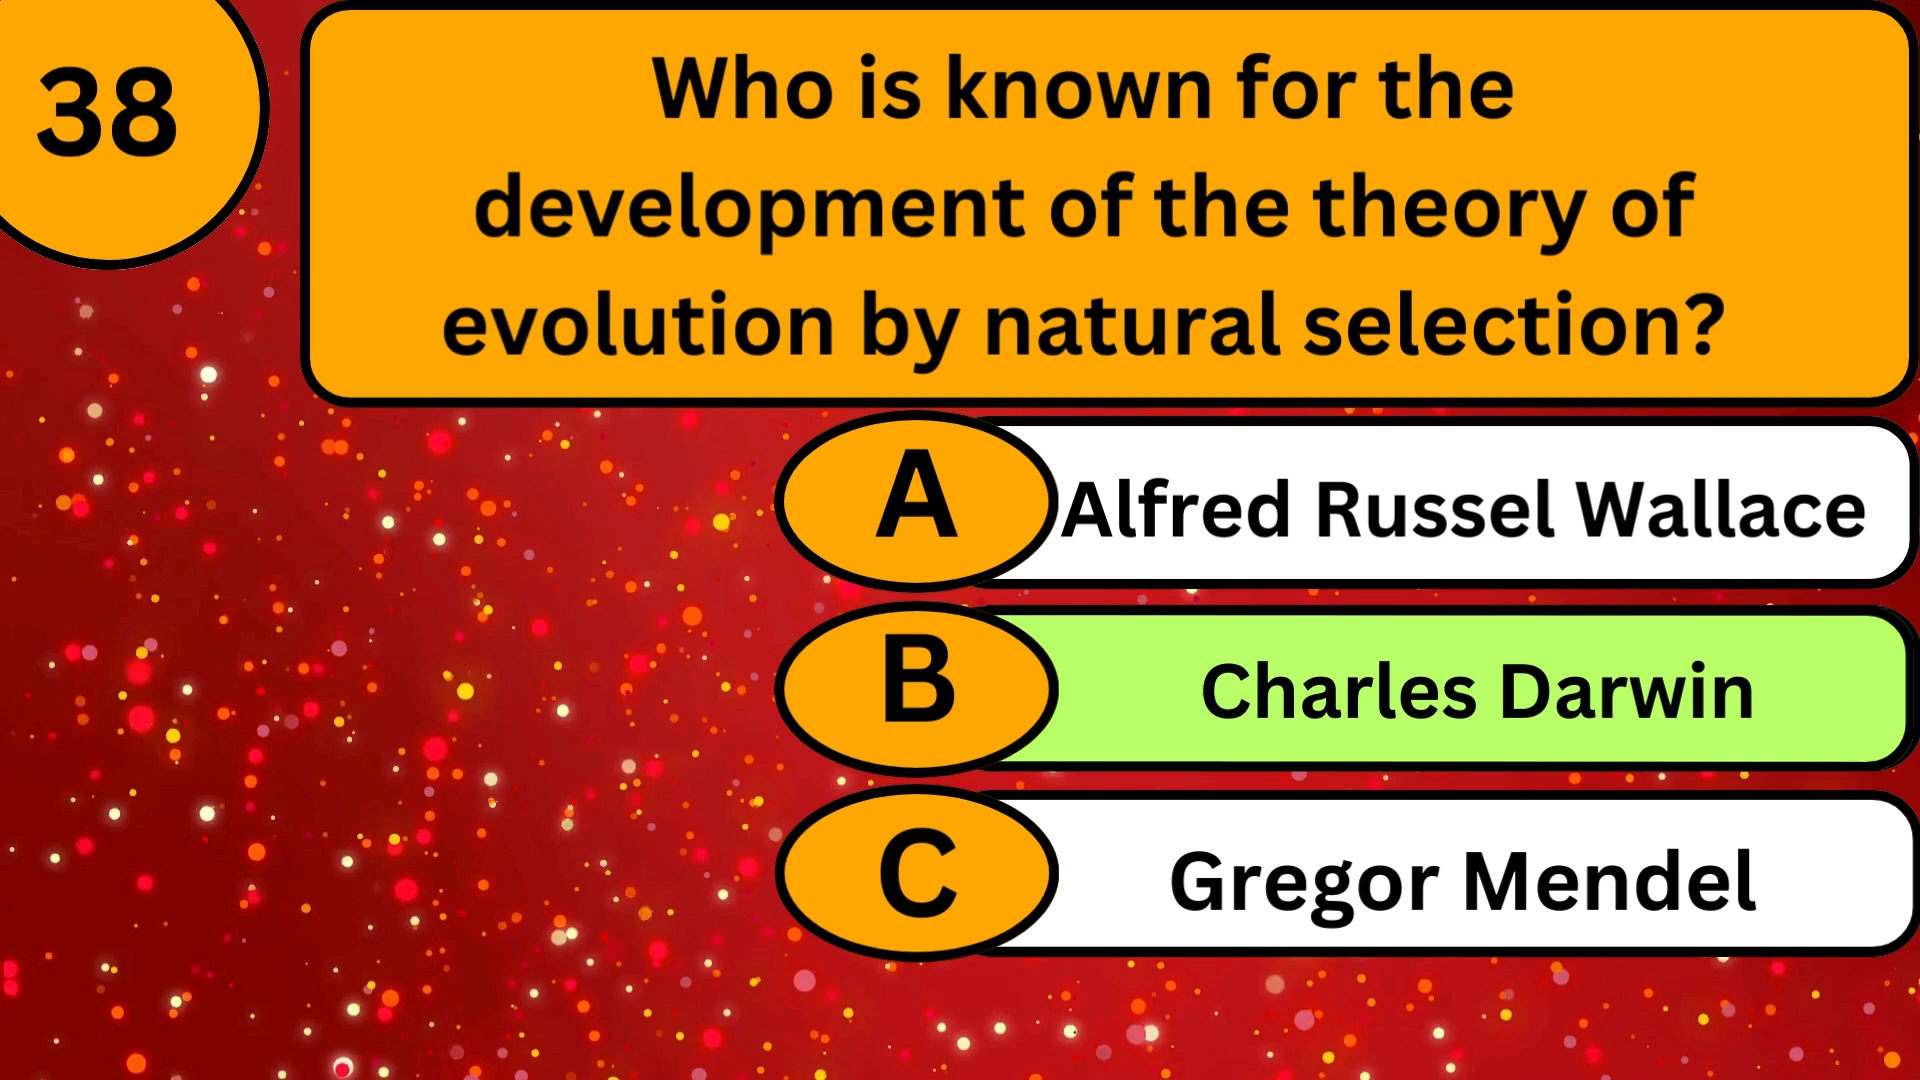 38
Who is known for the
development of the theory of
evolution by natural selection?
A
Alfred Russel Wallace
B
Charles Darwin
C
Gregor Mendel